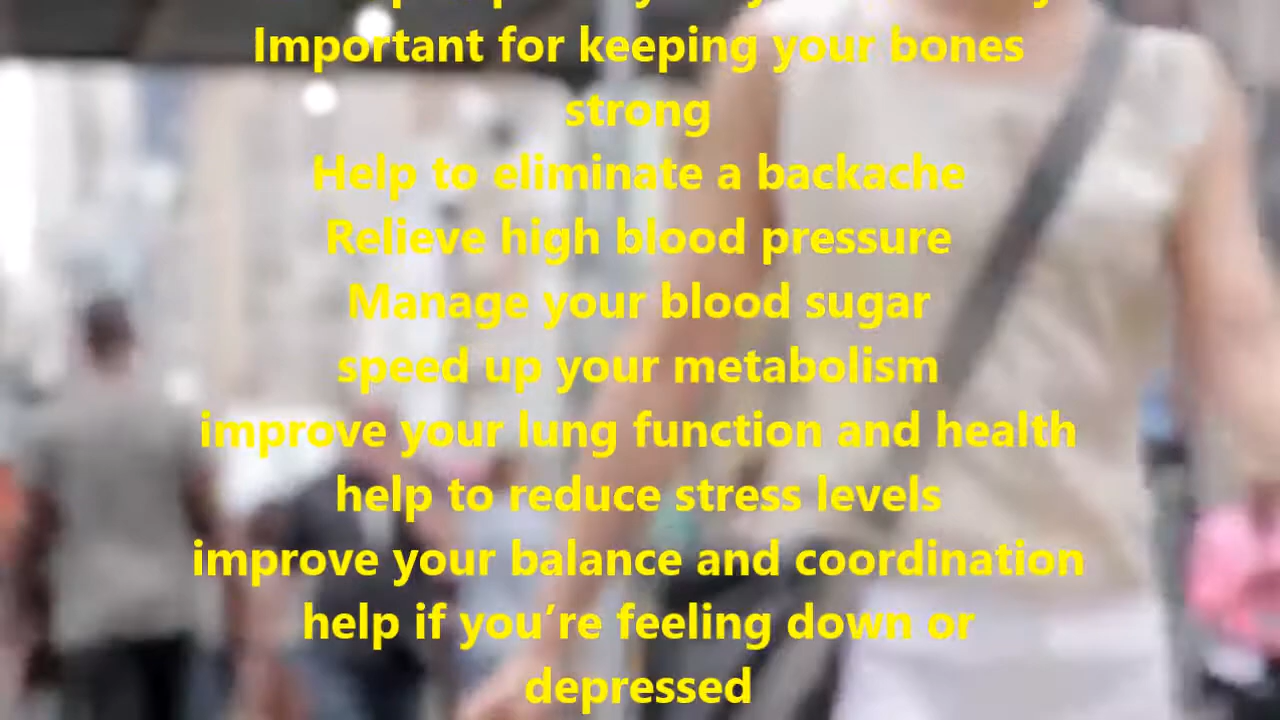 Important for keeping your bones
strong
Help to eliminate a backache
Relieve high blood pressure
Manage your blood sugar
speed up your metabolism
improve your lung function and health
help to reduce stress levels
improve your balance and coordination
help if you’re feeling down or
depressed